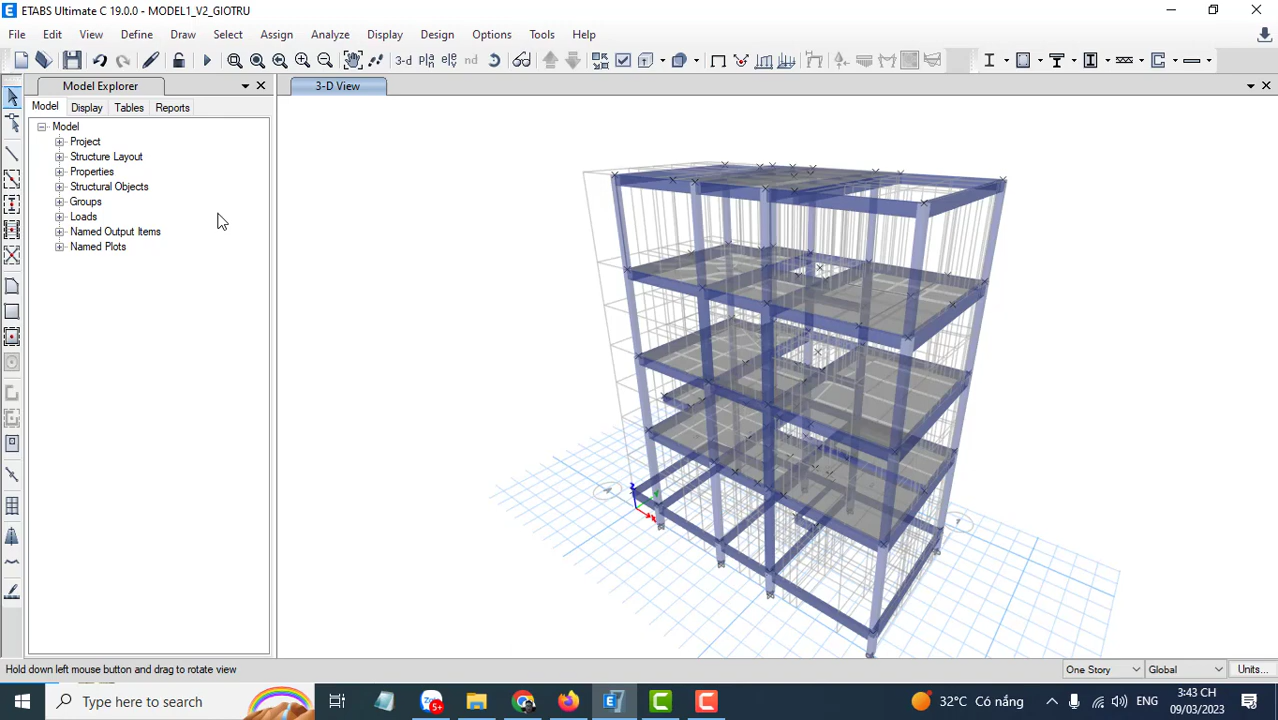 ETABS Ultimate C 19.0.0 - MODEL1_V2_GIOTRU
File Edit View Define Draw Select Assign Analyze Display Design Options Tools Help
3-d
nd
Model Explorer
3-D View
Model Display Tables Reports
Model
Project
Structure Layout
Properties
Structural Objects
Groups
Loads
Named Output Items
Named Plots
Hold down left mouse button and drag to rotate view
One Story
Global
Units...
Type here to search
5+
32°C Có nắng
ENG
3:43 CH
09/03/2023